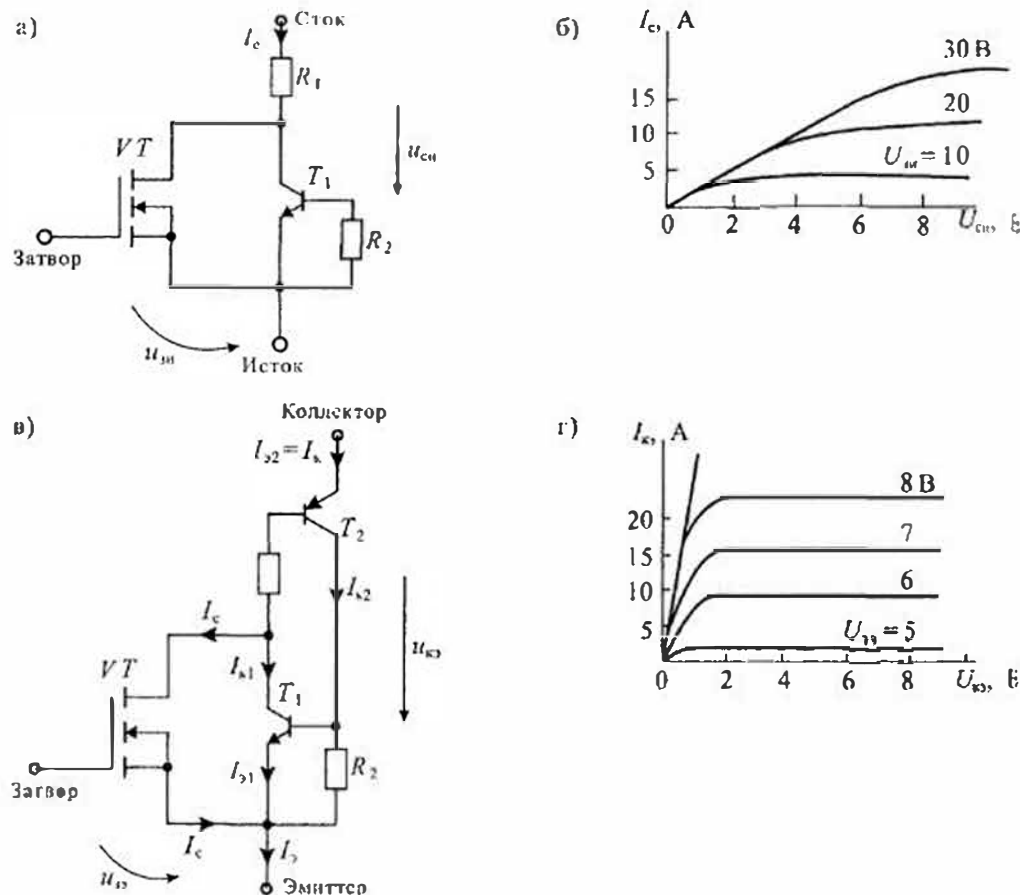 а)
Сток
I_с
R_1
VT
T_1
u_си
R_2
Затвор
u_зи
Исток
б)
I_с, А
30 В
15
20
10
U_зи = 10
5
0 2 4 6 8 U_си,
в)
Коллектор
I_э2 = I_к
T_2
I_к2
I_с
VT
I_к1
T_1
u_кэ
I_э1
R_2
Затвор
I_с
I_э
u_зэ
Эмиттер
г)
I_к, А
8 В
20
7
15
6
10
U_зэ = 5
5
0 2 4 6 8 U_кэ,